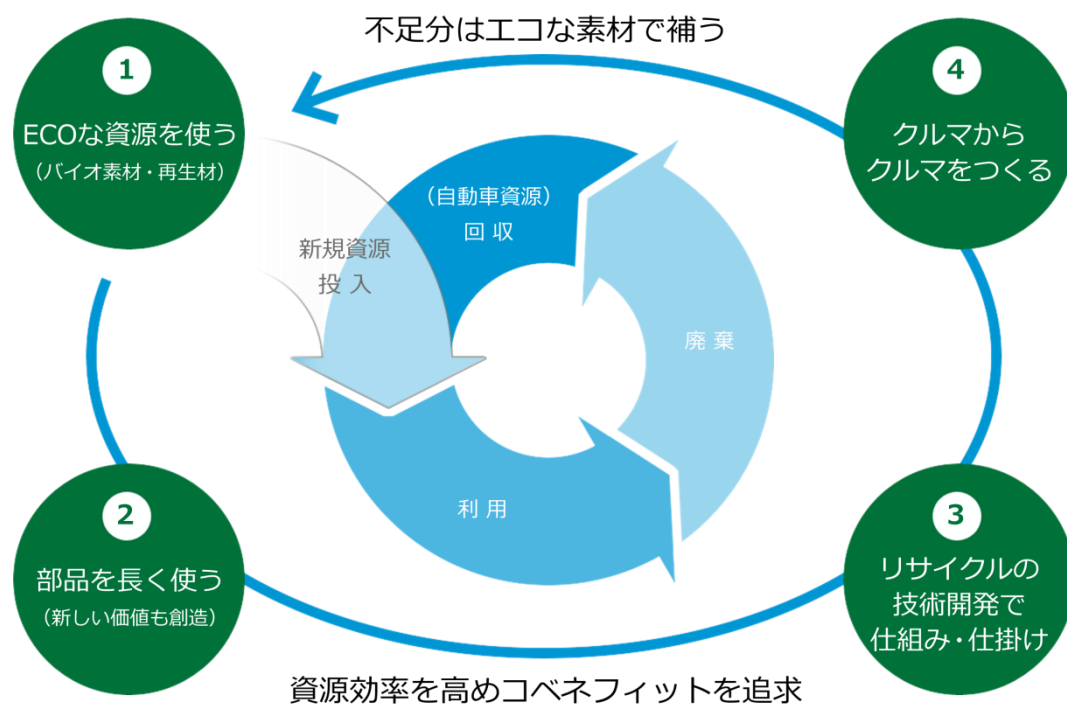 不足分はエコな素材で補う
1
ECOな資源を使う
（バイオ素材・再生材）
4
クルマから
クルマをつくる
（自動車資源）
回収
新規資源
投入
廃棄
利用
2
部品を長く使う
（新しい価値も創造）
3
リサイクルの
技術開発で
仕組み・仕掛け
資源効率を高めコベネフィットを追求